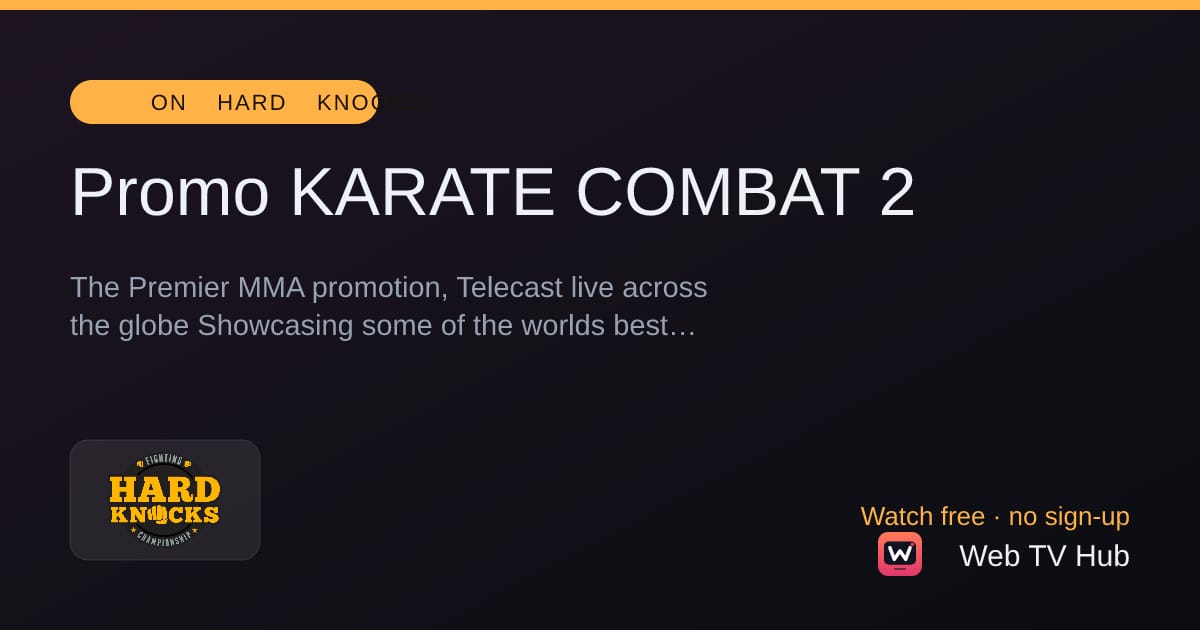 ON HARD KNOC
Promo KARATE COMBAT 2
The Premier MMA promotion, Telecast live across
the globe Showcasing some of the worlds best…
FIGHTING
HARD
KNOCKS
CHAMPIONSHIP
Watch free · no sign-up
W
Web TV Hub